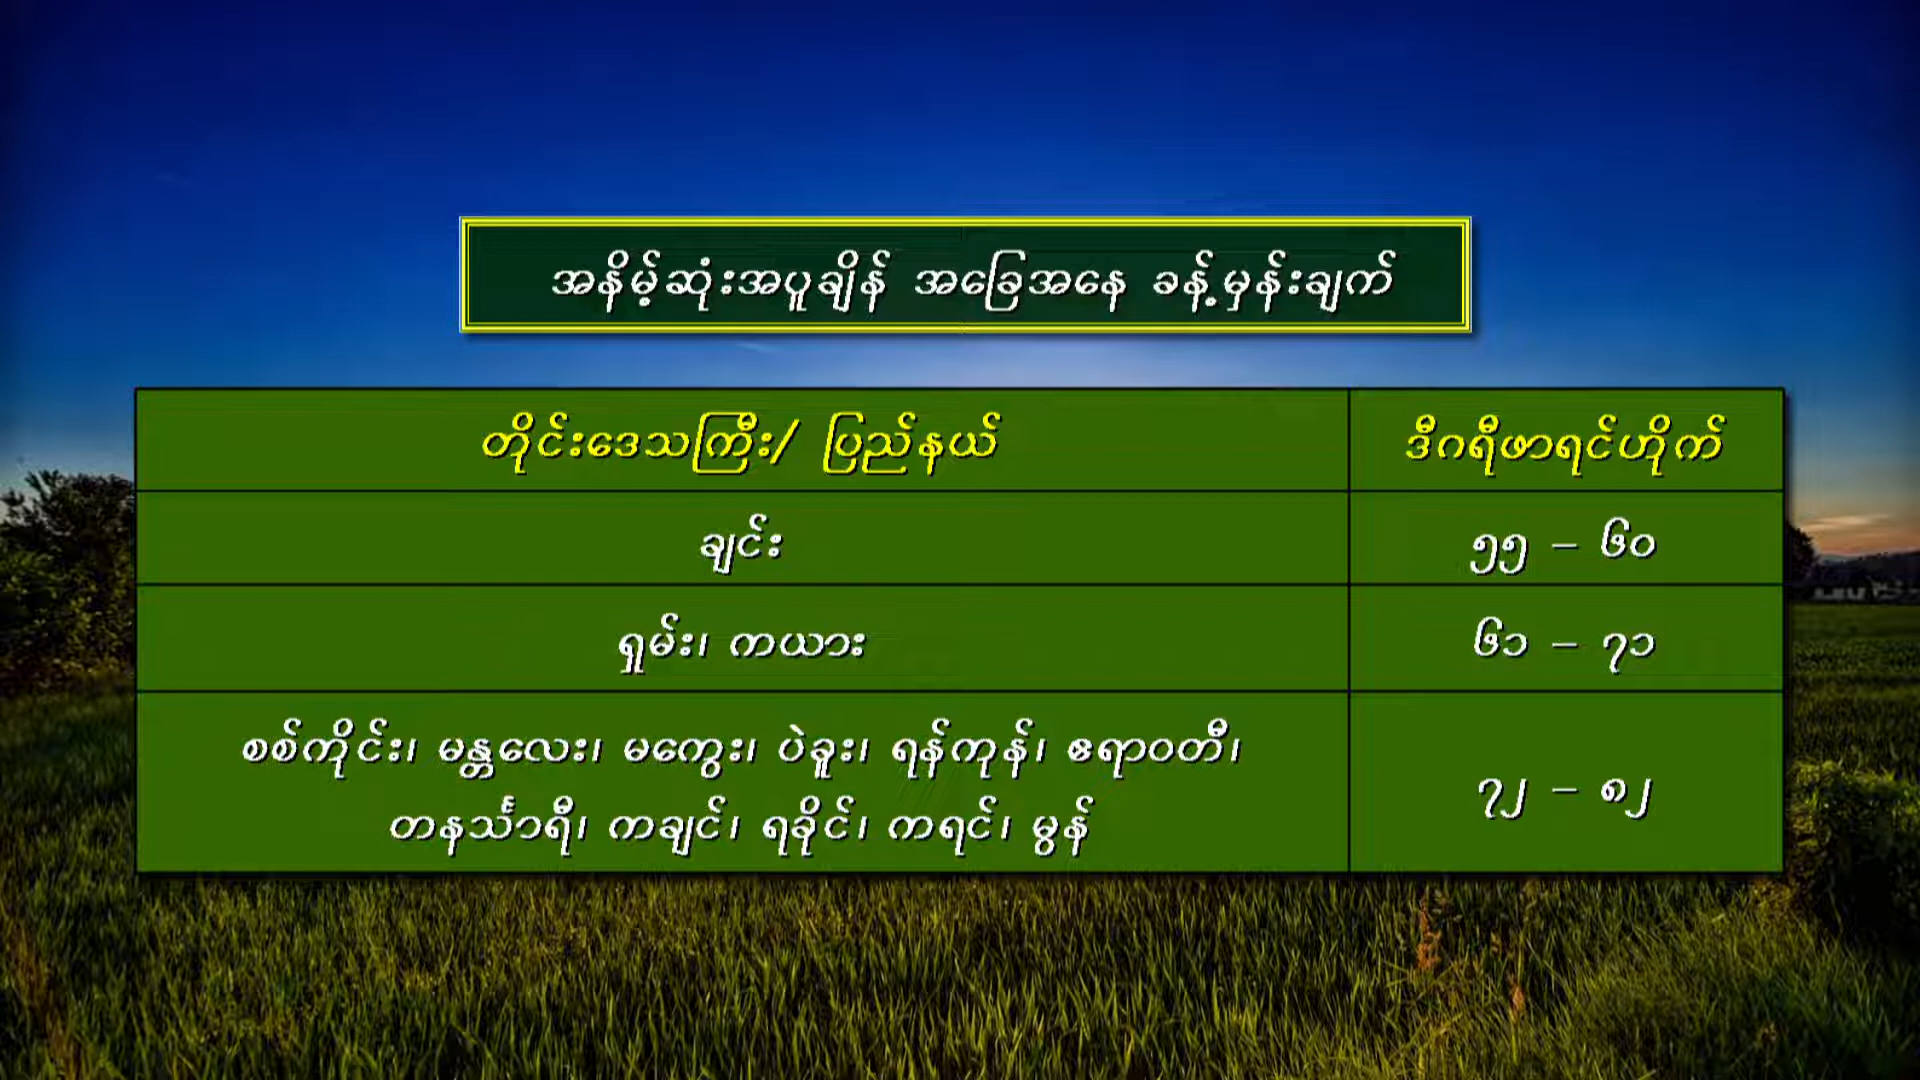 အနိမ့်ဆုံးအပူချိန် အခြေအနေ ခန့်မှန်းချက်
တိုင်းဒေသကြီး/ ပြည်နယ်
ဒီဂရီဖာရင်ဟိုက်
ချင်း
၅၅ – ၆၀
ရှမ်း၊ ကယား
၆၁ – ၇၁
စစ်ကိုင်း၊ မန္တလေး၊ မကွေး၊ ပဲခူး၊ ရန်ကုန်၊ ဧရာဝတီ၊
တနင်္သာရီ၊ ကချင်၊ ရခိုင်၊ ကရင်၊ မွန်
၇၂ – ၈၂